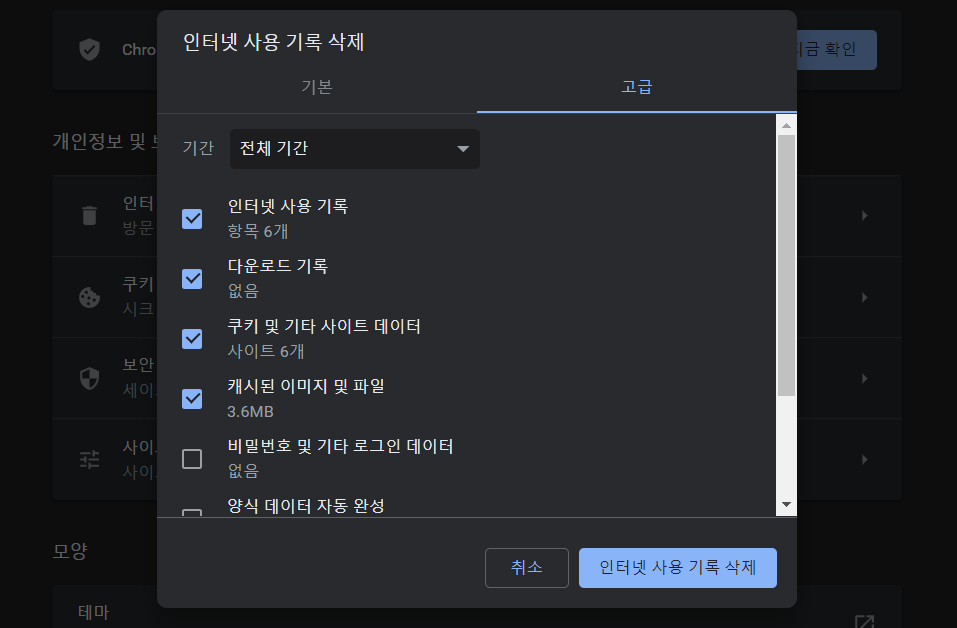 인터넷 사용 기록 삭제
Chro
지금 확인
기본
고급
개인정보 및
기간
전체 기간
인터
방문
인터넷 사용 기록
항목 6개
다운로드 기록
없음
쿠키
시크
쿠키 및 기타 사이트 데이터
사이트 6개
보안
세이
캐시된 이미지 및 파일
3.6MB
사이
사이
비밀번호 및 기타 로그인 데이터
없음
양식 데이터 자동 완성
모양
취소
인터넷 사용 기록 삭제
테마